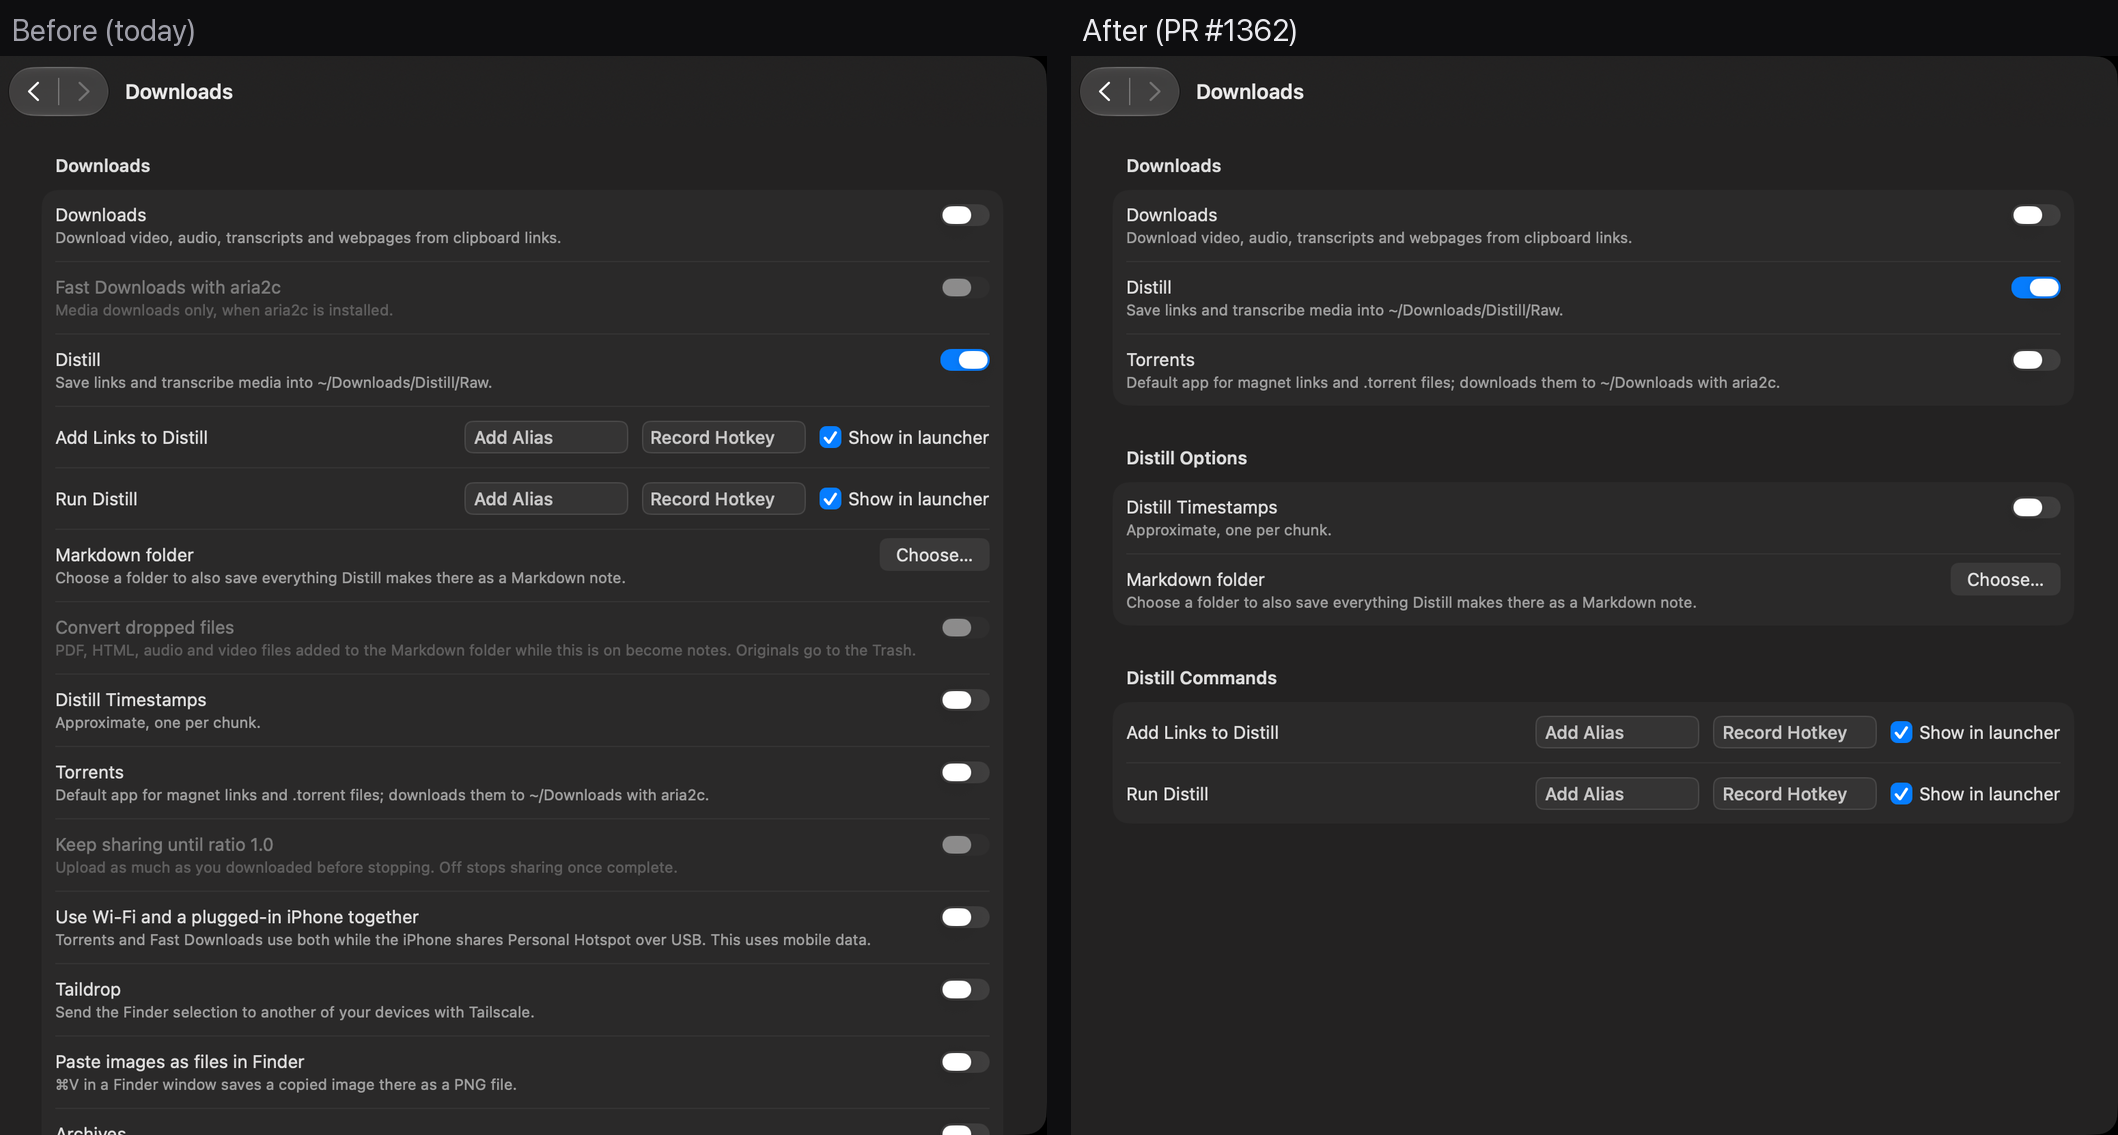 Before (today)
Downloads
Downloads
Downloads
Download video, audio, transcripts and webpages from clipboard links.
Fast Downloads with aria2c
Media downloads only, when aria2c is installed.
Distill
Save links and transcribe media into ~/Downloads/Distill/Raw.
Add Links to Distill Add Alias Record Hotkey Show in launcher
Run Distill Add Alias Record Hotkey Show in launcher
Markdown folder Choose...
Choose a folder to also save everything Distill makes there as a Markdown note.
Convert dropped files
PDF, HTML, audio and video files added to the Markdown folder while this is on become notes. Originals go to the Trash.
Distill Timestamps
Approximate, one per chunk.
Torrents
Default app for magnet links and .torrent files; downloads them to ~/Downloads with aria2c.
Keep sharing until ratio 1.0
Upload as much as you downloaded before stopping. Off stops sharing once complete.
Use Wi-Fi and a plugged-in iPhone together
Torrents and Fast Downloads use both while the iPhone shares Personal Hotspot over USB. This uses mobile data.
Taildrop
Send the Finder selection to another of your devices with Tailscale.
Paste images as files in Finder
⌘V in a Finder window saves a copied image there as a PNG file.
Archives
After (PR #1362)
Downloads
Downloads
Downloads
Download video, audio, transcripts and webpages from clipboard links.
Distill
Save links and transcribe media into ~/Downloads/Distill/Raw.
Torrents
Default app for magnet links and .torrent files; downloads them to ~/Downloads with aria2c.
Distill Options
Distill Timestamps
Approximate, one per chunk.
Markdown folder Choose...
Choose a folder to also save everything Distill makes there as a Markdown note.
Distill Commands
Add Links to Distill Add Alias Record Hotkey Show in launcher
Run Distill Add Alias Record Hotkey Show in launcher